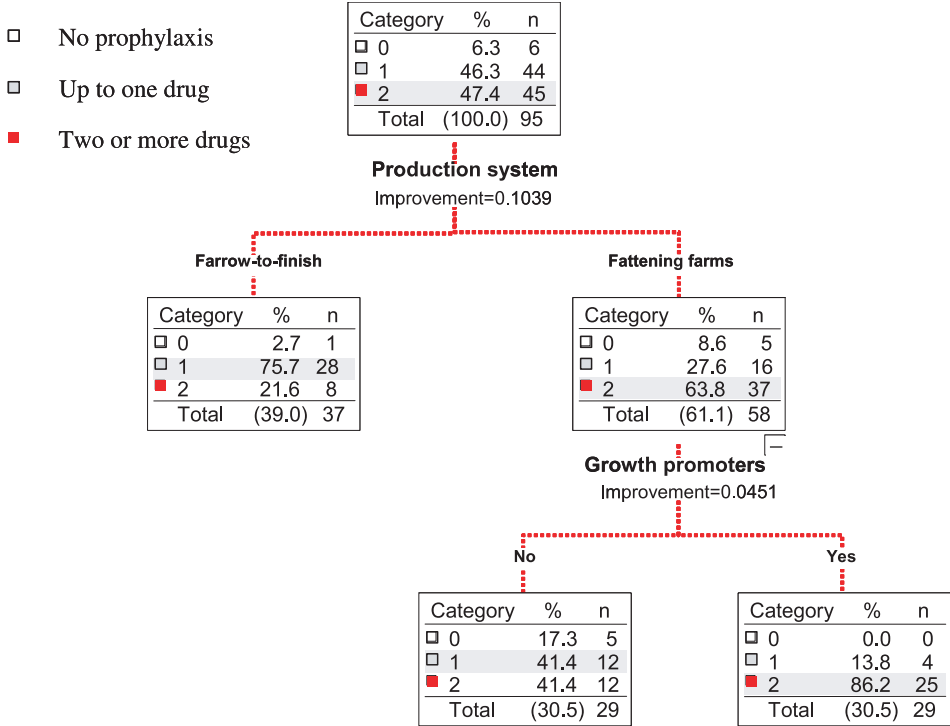 No prophylaxis
Up to one drug
Two or more drugs
Category % n
0 6.3 6
1 46.3 44
2 47.4 45
Total (100.0) 95
Production system
Improvement=0.1039
Farrow-to-finish
Fattening farms
Category % n
0 2.7 1
1 75.7 28
2 21.6 8
Total (39.0) 37
Category % n
0 8.6 5
1 27.6 16
2 63.8 37
Total (61.1) 58
Growth promoters
Improvement=0.0451
No
Yes
Category % n
0 17.3 5
1 41.4 12
2 41.4 12
Total (30.5) 29
Category % n
0 0.0 0
1 13.8 4
2 86.2 25
Total (30.5) 29